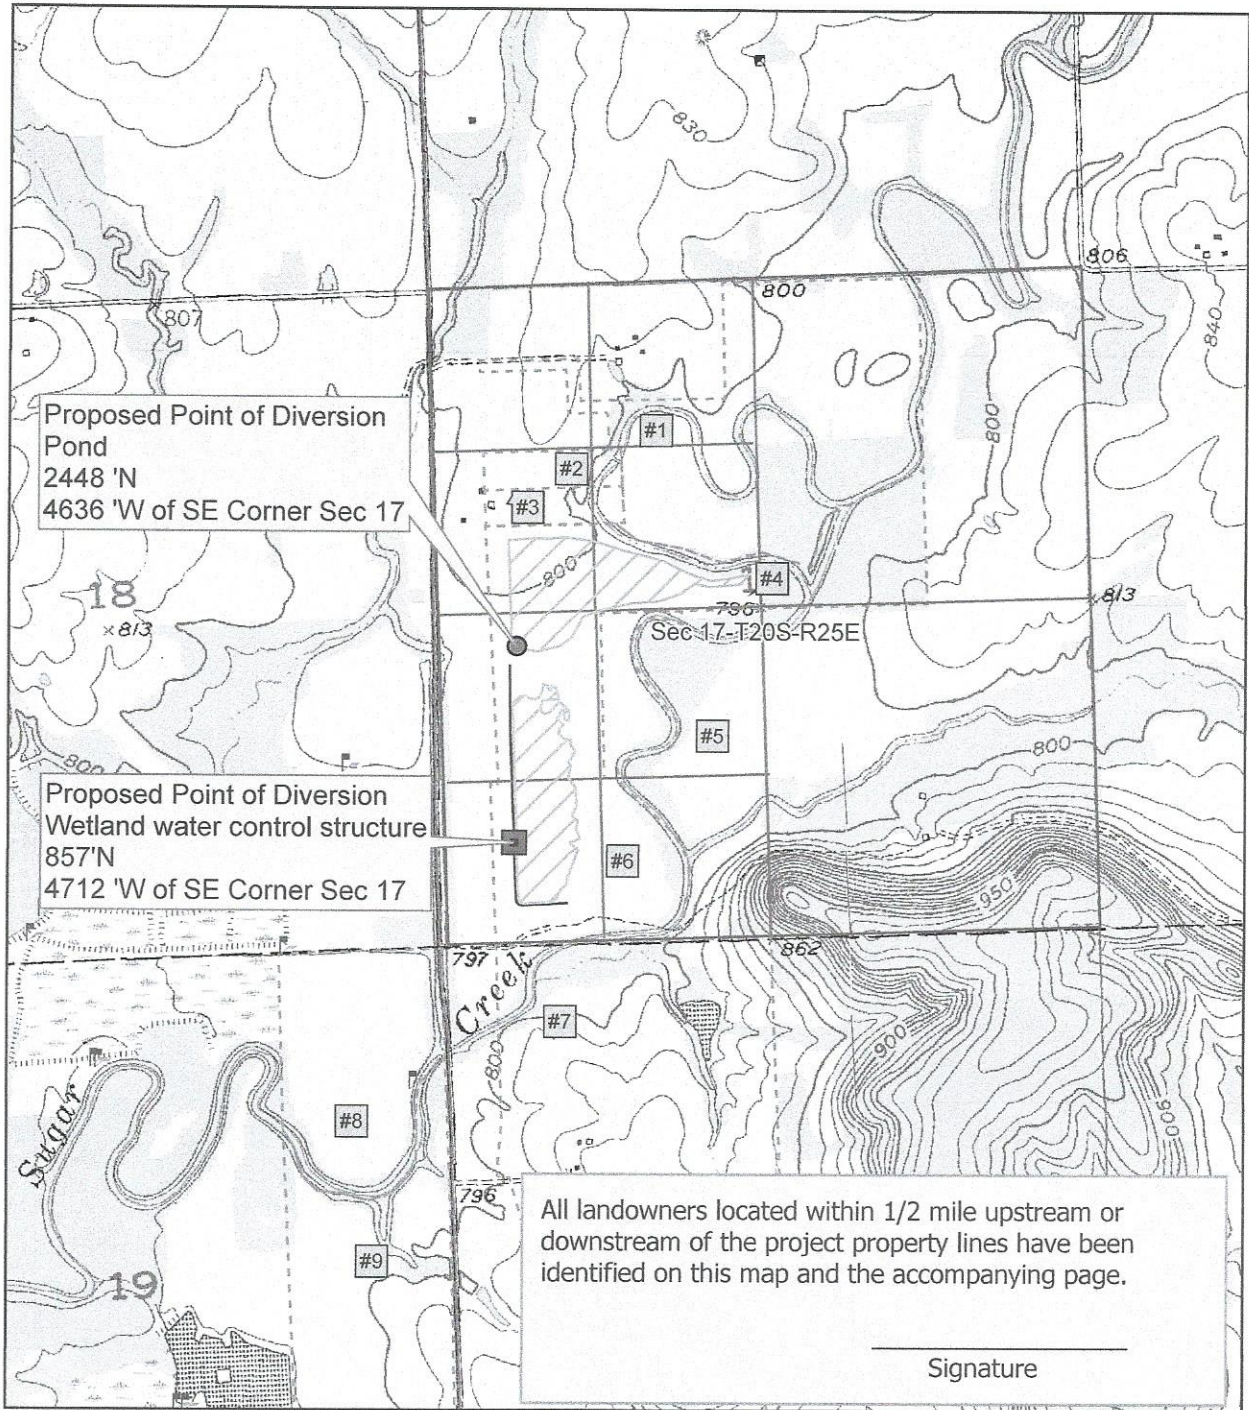 830
806
800
807
840
Proposed Point of Diversion
Pond
2448 'N
4636 'W of SE Corner Sec 17
#1
#2
#3
800
800
#4
18
×813
796
813
Sec 17-T20S-R25E
#5
800
800
Proposed Point of Diversion
Wetland water control structure
857'N
4712 'W of SE Corner Sec 17
#6
950
797
862
Sugar Creek
#7
800
900
#8
900
796
#9
19
All landowners located within 1/2 mile upstream or
downstream of the project property lines have been
identified on this map and the accompanying page.
Signature